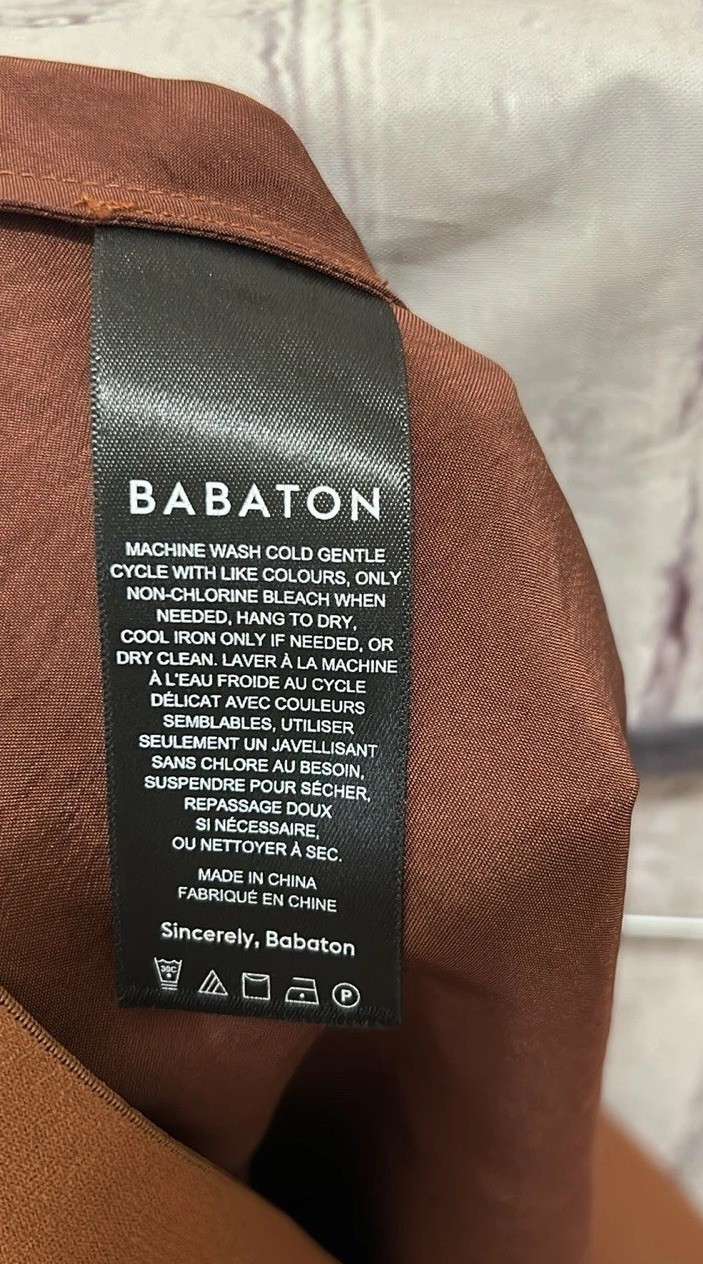 BABATON
MACHINE WASH COLD GENTLE
CYCLE WITH LIKE COLOURS, ONLY
NON-CHLORINE BLEACH WHEN
NEEDED, HANG TO DRY,
COOL IRON ONLY IF NEEDED, OR
DRY CLEAN. LAVER À LA MACHINE
À L'EAU FROIDE AU CYCLE
DÉLICAT AVEC COULEURS
SEMBLABLES, UTILISER
SEULEMENT UN JAVELLISANT
SANS CHLORE AU BESOIN,
SUSPENDRE POUR SÉCHER,
REPASSAGE DOUX
SI NÉCESSAIRE,
OU NETTOYER À SEC.
MADE IN CHINA
FABRIQUÉ EN CHINE
Sincerely, Babaton
30C P